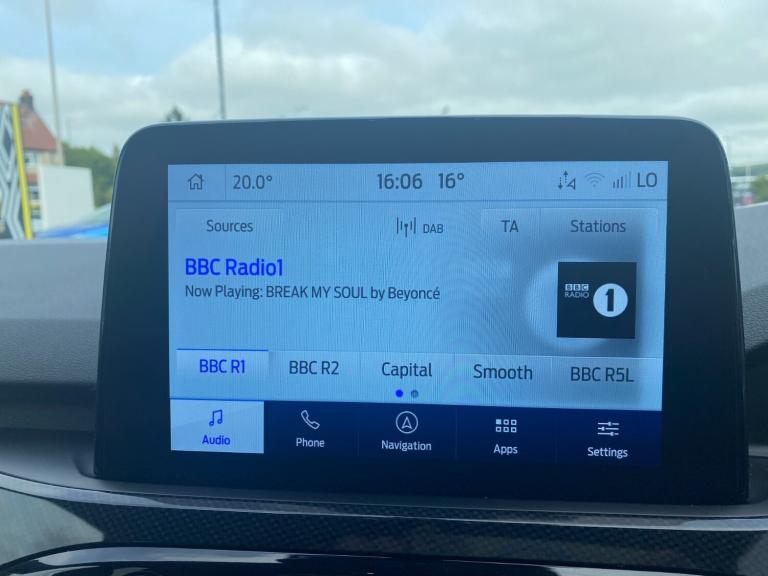 20.0° 16:06 16° LO
Sources DAB TA Stations
BBC Radio1
Now Playing: BREAK MY SOUL by Beyoncé
BBC
RADIO 1
BBC R1 BBC R2 Capital Smooth BBC R5L
Audio Phone Navigation Apps Settings